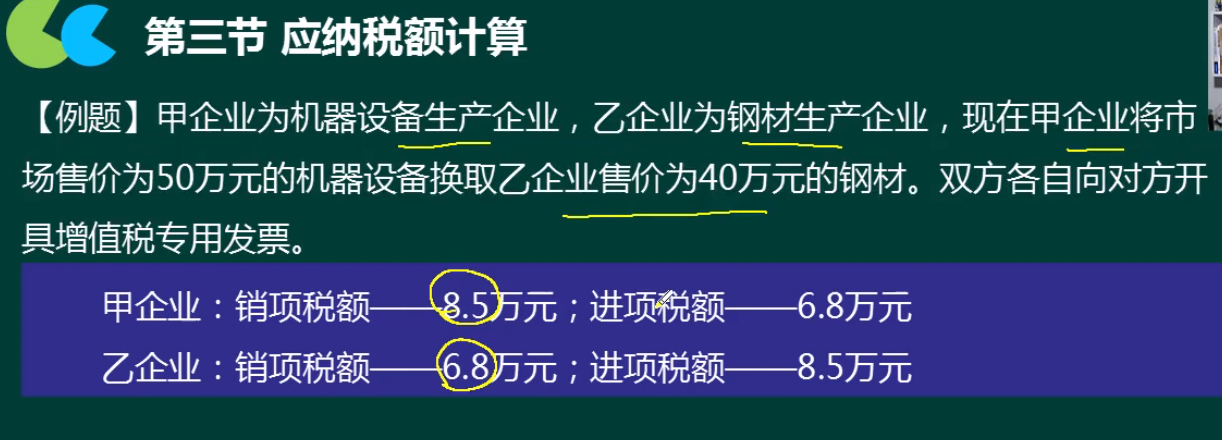 第三节 应纳税额计算
【例题】甲企业为机器设备生产企业，乙企业为钢材生产企业，现在甲企业将市
场售价为50万元的机器设备换取乙企业售价为40万元的钢材。双方各自向对方开
具增值税专用发票。
甲企业：销项税额——8.5万元；进项税额——6.8万元
乙企业：销项税额——6.8万元；进项税额——8.5万元